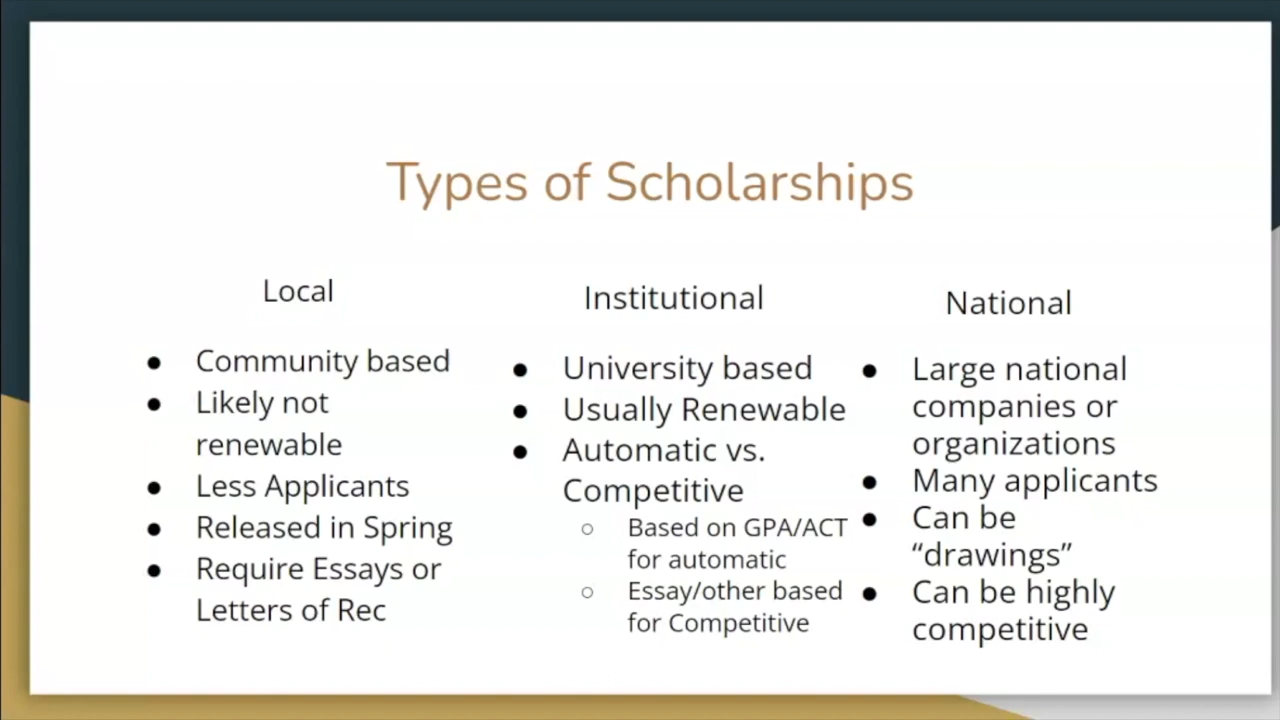 Types of Scholarships
Local
Community based
Likely not
renewable
Less Applicants
Released in Spring
Require Essays or
Letters of Rec
Institutional
University based
Usually Renewable
Automatic vs.
Competitive
Based on GPA/ACT
for automatic
Essay/other based
for Competitive
National
Large national
companies or
organizations
Many applicants
Can be
“drawings”
Can be highly
competitive